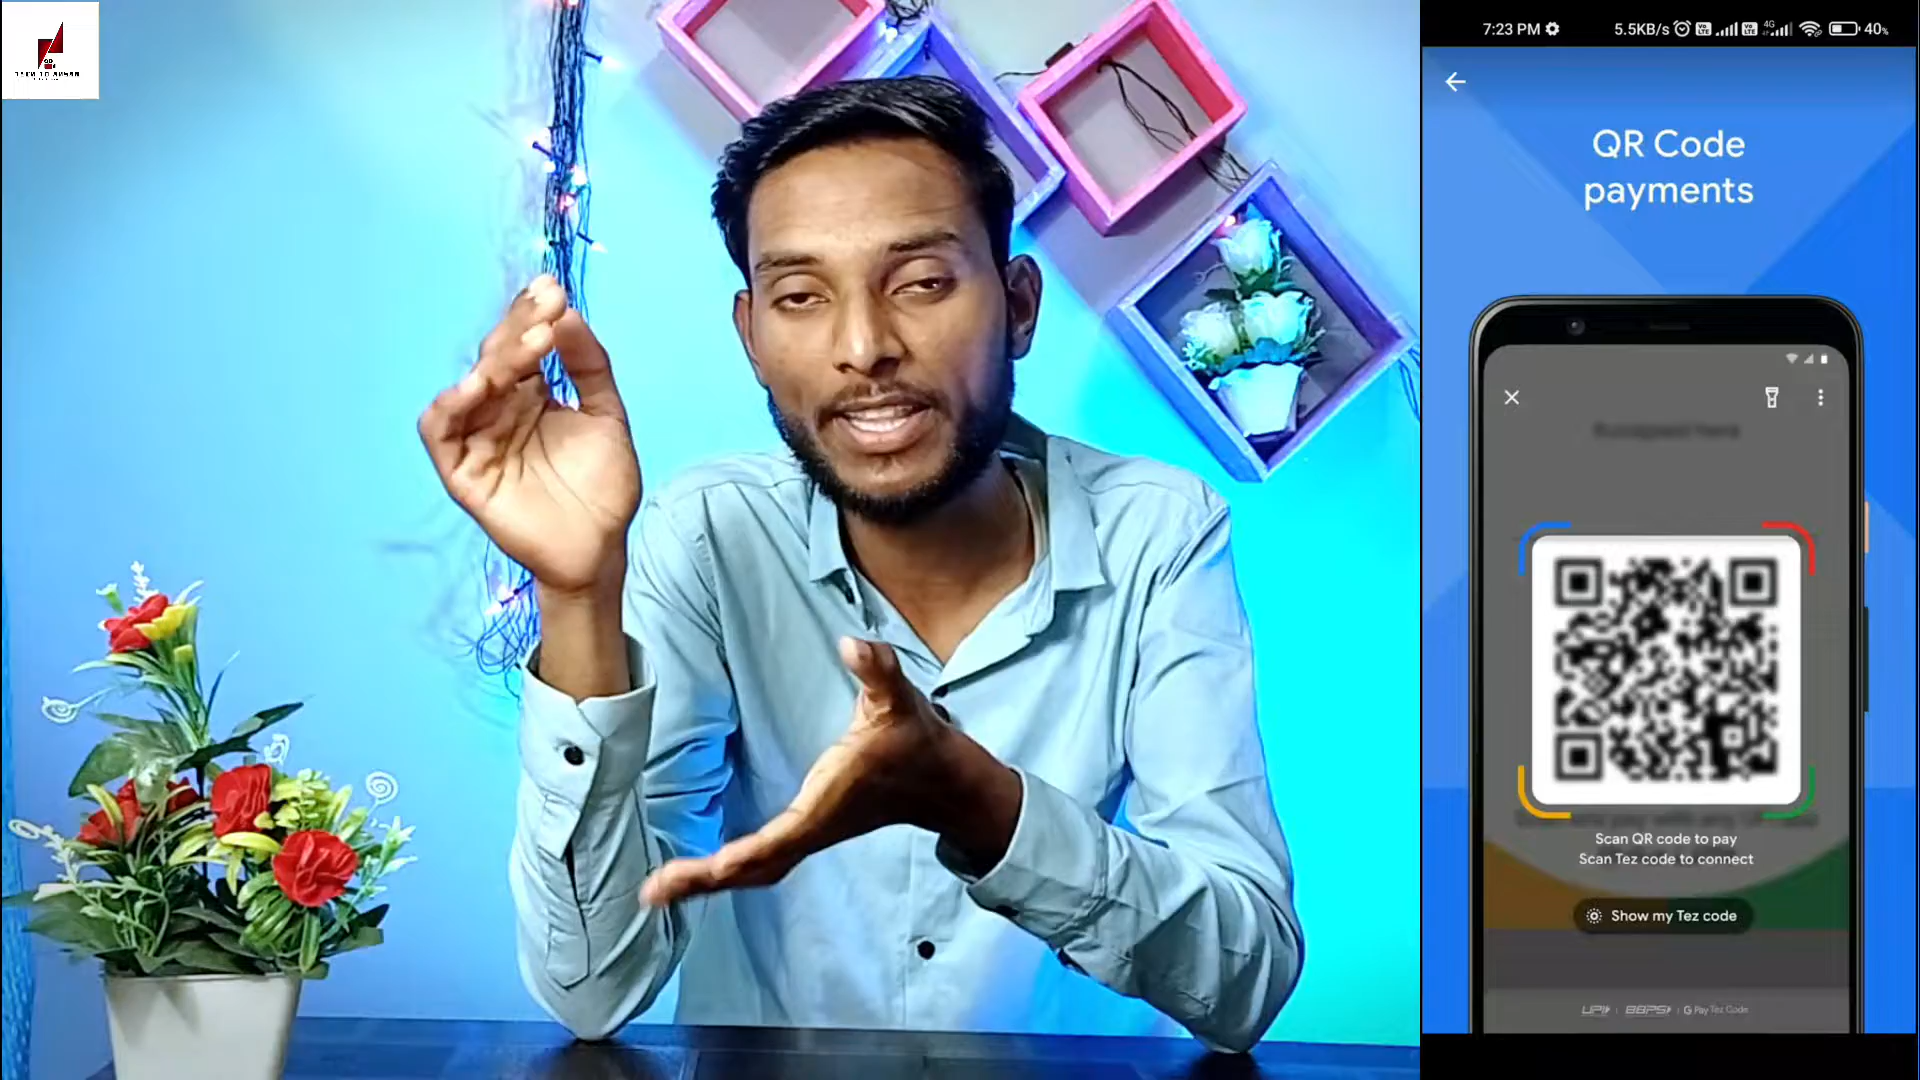 7:23 PM
5.5KB/s
4G
40%
QR Code
payments
Scan QR code to pay
Scan Tez code to connect
Show my Tez code
UPI
BBPS
G Pay Tez Code